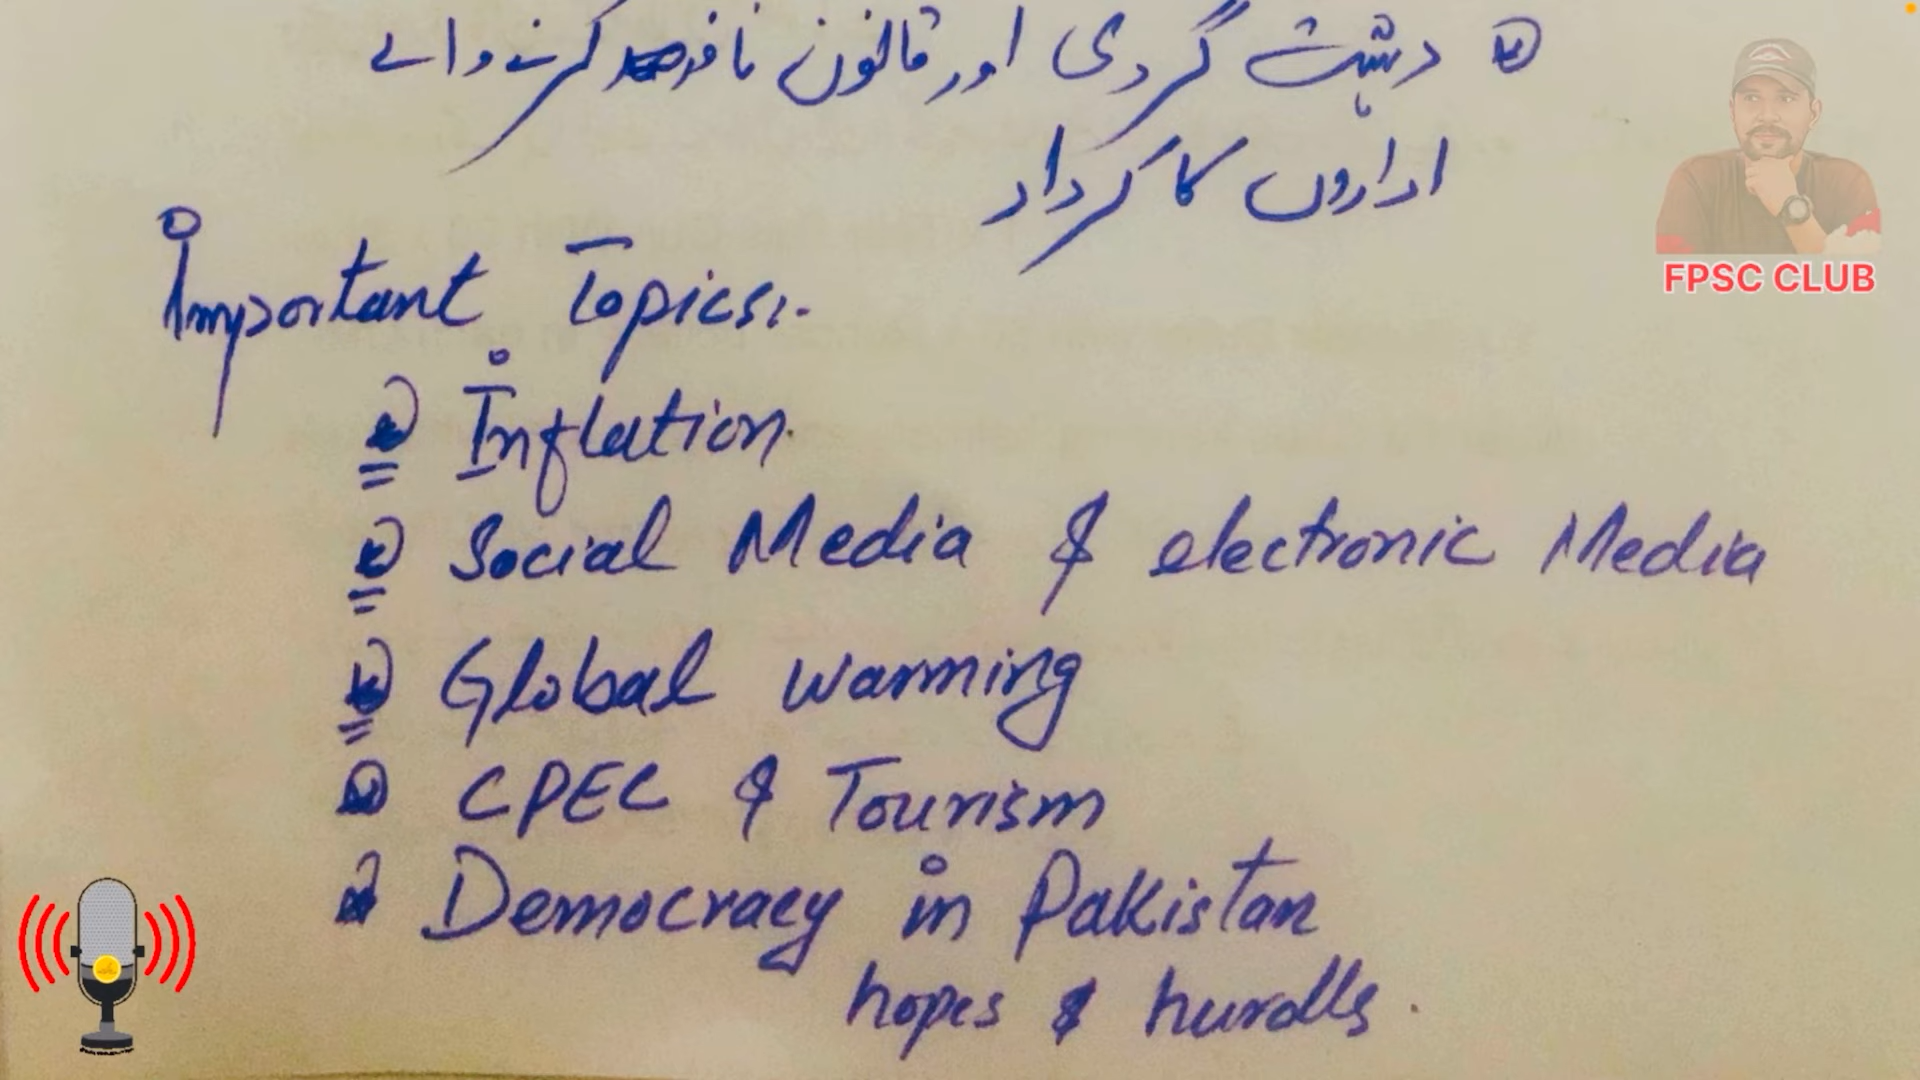 دہشت گردی اور قانون نافذ کرنے والے
اداروں کا کردار
FPSC CLUB
Important Topics:-
Inflation.
Social Media & electronic Media
Global warming
CPEC & Tourism
Democracy in Pakistan
hopes & hurdls.